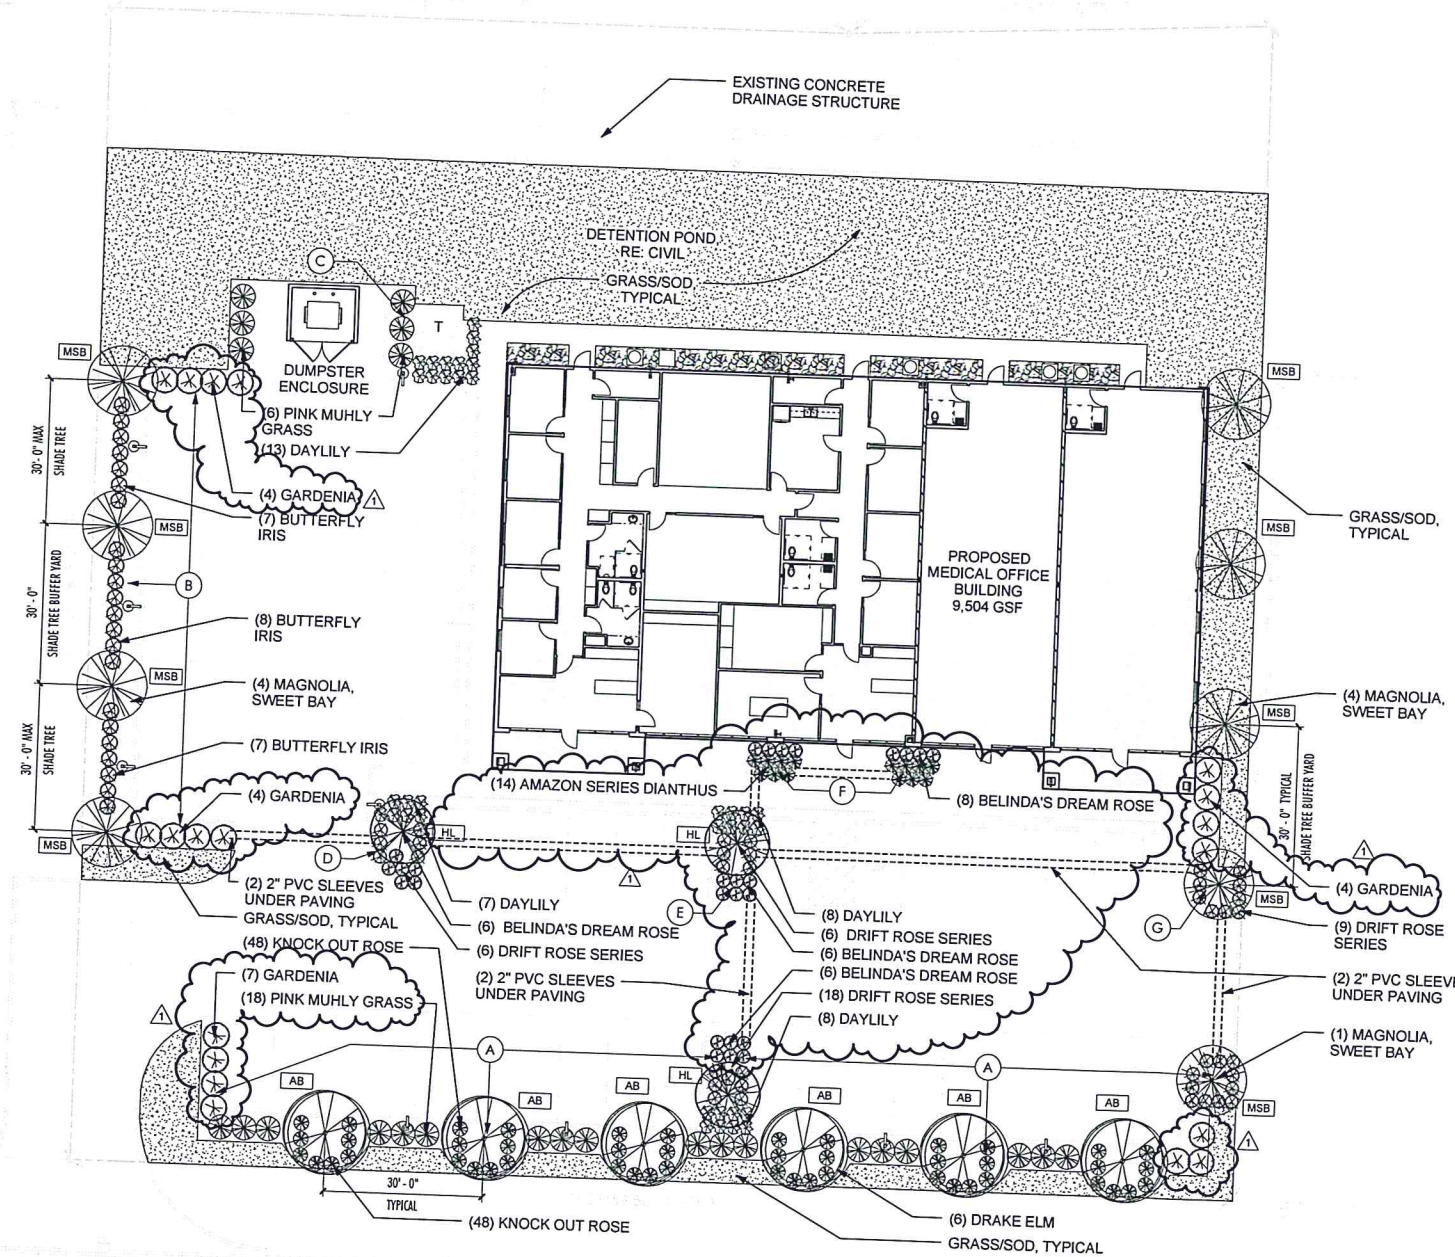 EXISTING CONCRETE
DRAINAGE STRUCTURE
DETENTION POND,
RE: CIVIL
GRASS/SOD,
TYPICAL
C
T
DUMPSTER
ENCLOSURE
MSB
MSB
(6) PINK MUHLY
GRASS
(13) DAYLILY
(4) GARDENIA
1
(7) BUTTERFLY
IRIS
30'- 0" MAX
SHADE TREE
MSB
MSB
GRASS/SOD,
TYPICAL
PROPOSED
MEDICAL OFFICE
BUILDING
9,504 GSF
B
30' - 0"
SHADE TREE BUFFER YARD
(8) BUTTERFLY
IRIS
MSB
(4) MAGNOLIA,
SWEET BAY
(4) MAGNOLIA,
SWEET BAY
MSB
30'- 0" MAX
SHADE TREE
(7) BUTTERFLY IRIS
(14) AMAZON SERIES DIANTHUS
F
(8) BELINDA'S DREAM ROSE
(4) GARDENIA
30' - 0" TYPICAL
SHADE TREE BUFFER YARD
MSB
HL
HL
D
1
1
(2) 2" PVC SLEEVES
UNDER PAVING
GRASS/SOD, TYPICAL
(7) DAYLILY
(6) BELINDA'S DREAM ROSE
(6) DRIFT ROSE SERIES
E
(8) DAYLILY
(6) DRIFT ROSE SERIES
(6) BELINDA'S DREAM ROSE
(6) BELINDA'S DREAM ROSE
(18) DRIFT ROSE SERIES
(8) DAYLILY
G
MSB
(4) GARDENIA
(9) DRIFT ROSE
SERIES
(48) KNOCK OUT ROSE
(7) GARDENIA
(18) PINK MUHLY GRASS
(2) 2" PVC SLEEVES
UNDER PAVING
(2) 2" PVC SLEEVE
UNDER PAVING
(1) MAGNOLIA,
SWEET BAY
1
A
A
HL
AB
AB
AB
AB
AB
AB
MSB
1
30' - 0"
TYPICAL
(48) KNOCK OUT ROSE
(6) DRAKE ELM
GRASS/SOD, TYPICAL